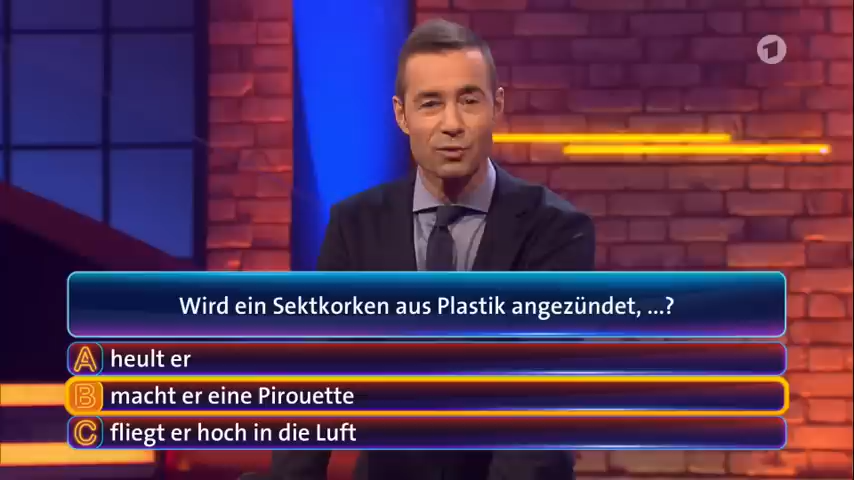 1
Wird ein Sektkorken aus Plastik angezündet, ...?
A heult er
B macht er eine Pirouette
C fliegt er hoch in die Luft